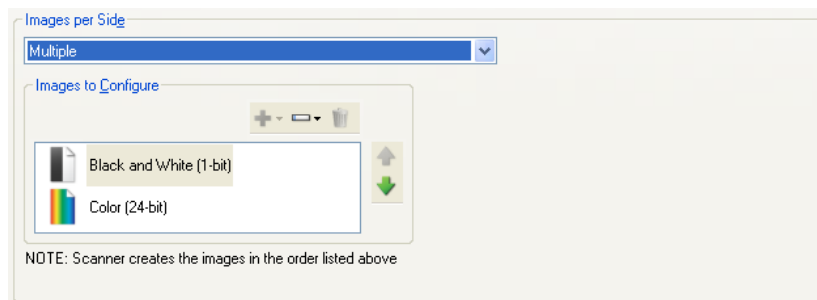 Images per Side
Multiple
Images to Configure
Black and White (1-bit)
Color (24-bit)
NOTE: Scanner creates the images in the order listed above